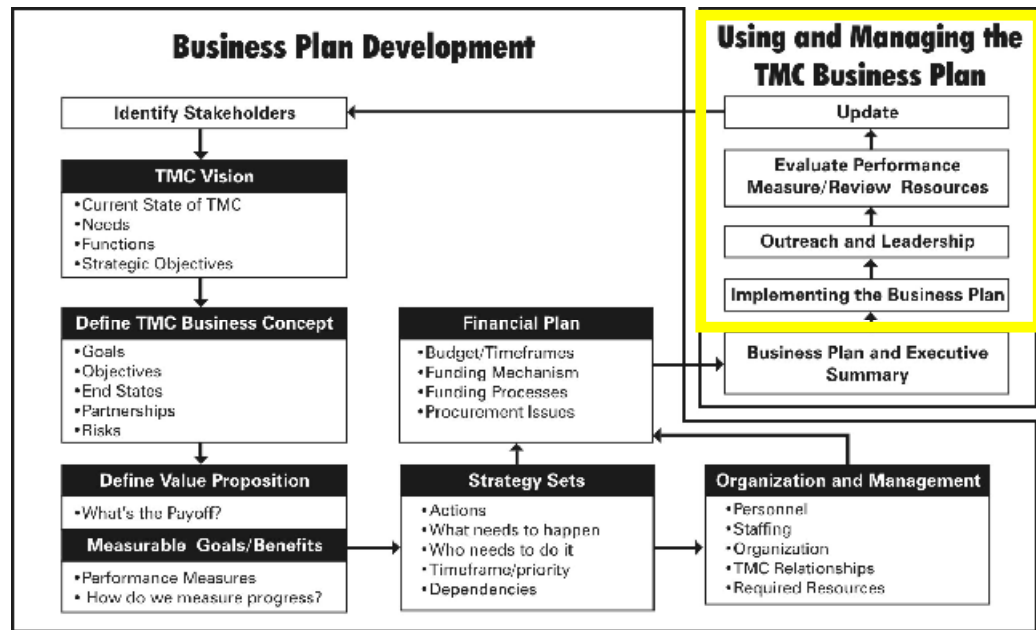 Business Plan Development
Identify Stakeholders
TMC Vision
•Current State of TMC
•Needs
•Functions
•Strategic Objectives
Define TMC Business Concept
•Goals
•Objectives
•End States
•Partnerships
•Risks
Define Value Proposition
•What's the Payoff?
Measurable Goals/Benefits
•Performance Measures
• How do we measure progress?
Strategy Sets
•Actions
•What needs to happen
•Who needs to do it
•Timeframe/priority
•Dependencies
Organization and Management
•Personnel
•Staffing
•Organization
•TMC Relationships
•Required Resources
Financial Plan
•Budget/Timeframes
•Funding Mechanism
•Funding Processes
•Procurement Issues
Using and Managing the
TMC Business Plan
Update
Evaluate Performance
Measure/Review Resources
Outreach and Leadership
Implementing the Business Plan
Business Plan and Executive
Summary